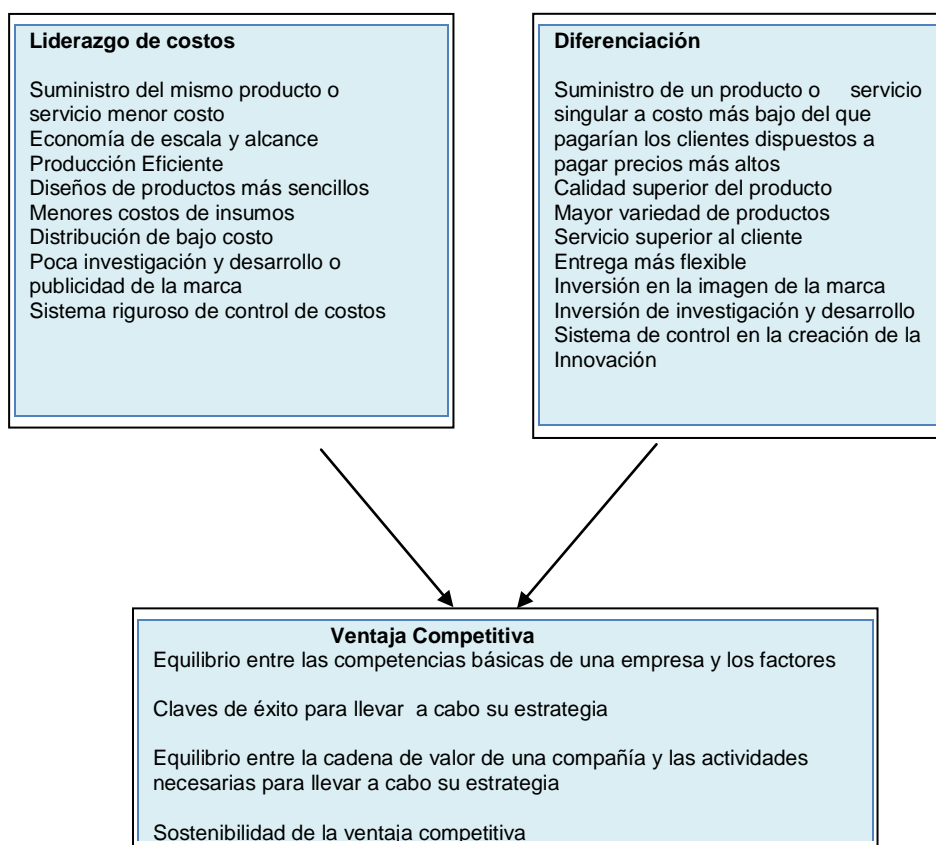 Liderazgo de costos
Suministro del mismo producto o
servicio menor costo
Economía de escala y alcance
Producción Eficiente
Diseños de productos más sencillos
Menores costos de insumos
Distribución de bajo costo
Poca investigación y desarrollo o
publicidad de la marca
Sistema riguroso de control de costos
Diferenciación
Suministro de un producto o servicio
singular a costo más bajo del que
pagarían los clientes dispuestos a
pagar precios más altos
Calidad superior del producto
Mayor variedad de productos
Servicio superior al cliente
Entrega más flexible
Inversión en la imagen de la marca
Inversión de investigación y desarrollo
Sistema de control en la creación de la
Innovación
Ventaja Competitiva
Equilibrio entre las competencias básicas de una empresa y los factores
Claves de éxito para llevar a cabo su estrategia
Equilibrio entre la cadena de valor de una compañía y las actividades
necesarias para llevar a cabo su estrategia
Sostenibilidad de la ventaja competitiva